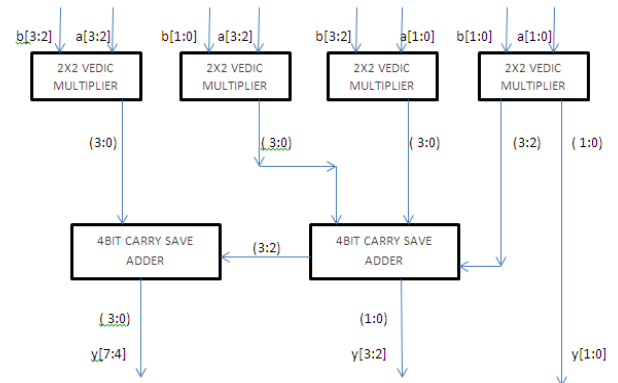 b[3:2] a[3:2] b[1:0] a[3:2] b[3:2] a[1:0] b[1:0] a[1:0]
2X2 VEDIC MULTIPLIER
2X2 VEDIC MULTIPLIER
2X2 VEDIC MULTIPLIER
2X2 VEDIC MULTIPLIER
(3:0) ( 3:0) ( 3:0) (3:2) ( 1:0)
4BIT CARRY SAVE ADDER
(3:2)
4BIT CARRY SAVE ADDER
( 3:0) (1:0)
y[7:4] y[3:2] y[1:0]